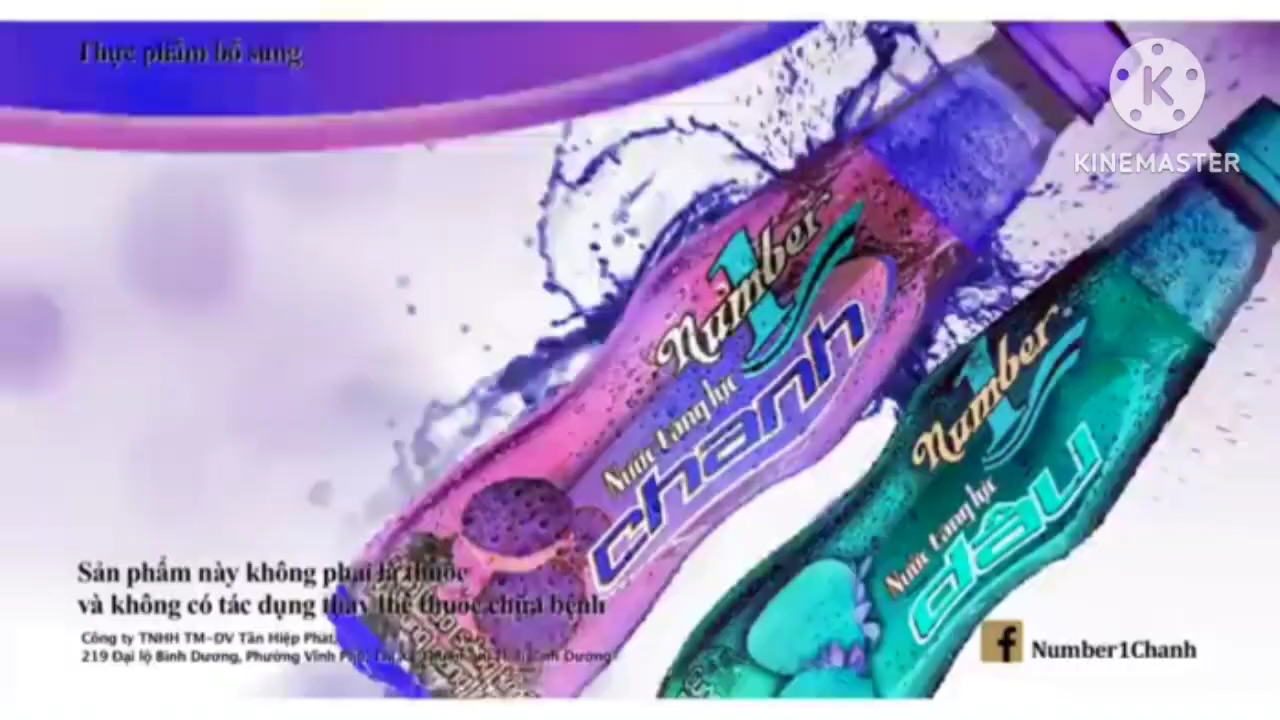 Thực phẩm bổ sung
KINEMASTER
Number 1
Nước tăng lực
chanh
Number 1
Nước tăng lực
dâu
Sản phẩm này không phải là thuốc
và không có tác dụng thay thế thuốc chữa bệnh
Công ty TNHH TM-DV Tân Hiệp Phát,
219 Đại lộ Bình Dương, Phường Vĩnh Bình Dương
f Number1Chanh